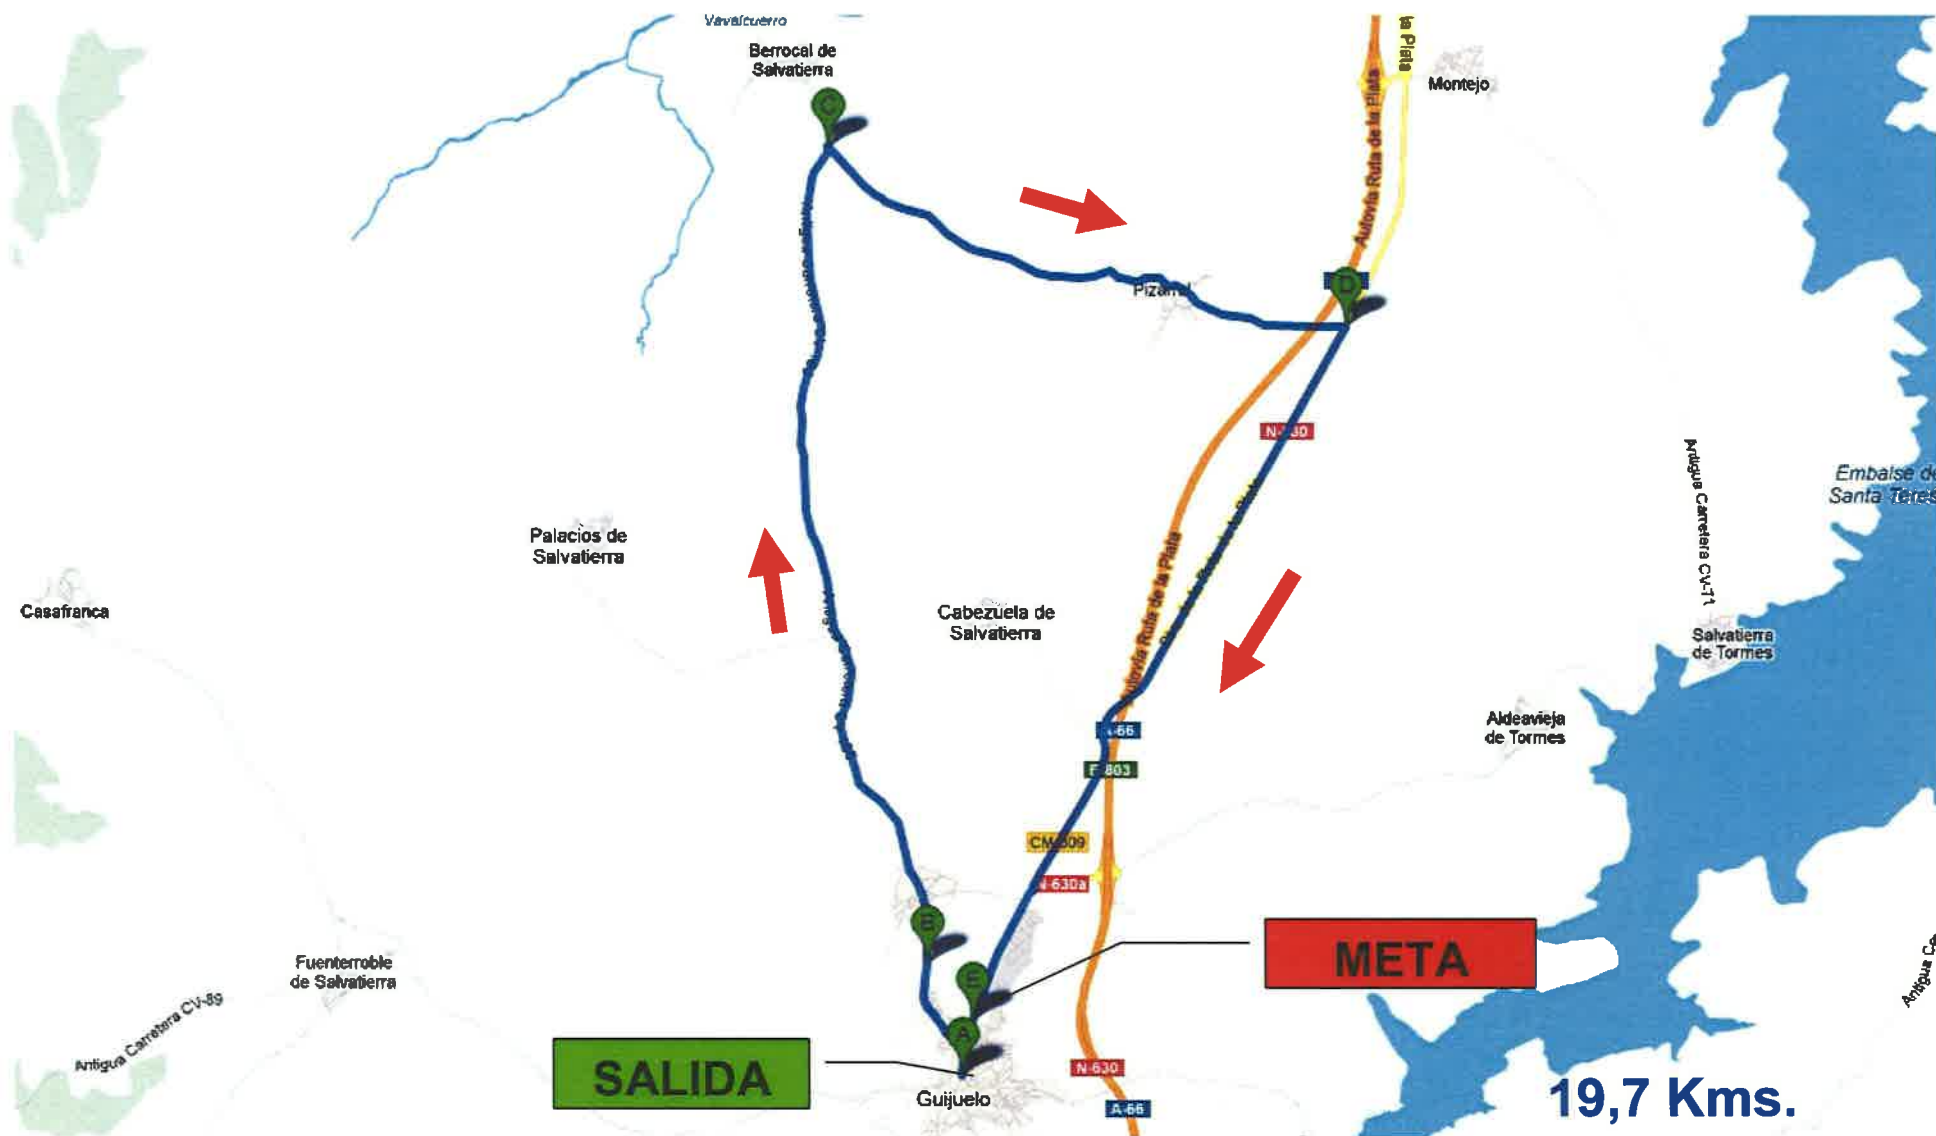 Vavalcuerro
Berrocal de
Salvatierra
la Plata
Autovía Ruta de la Plata
Montejo
C
D
Pizarral
N-630
Palacios de
Salvatierra
Casafranca
Cabezuela de
Salvatierra
Autovía Ruta de la Plata
Antigua Carretera CV-71
Embalse de
Santa Teres
Salvatierra
de Tormes
Aldeavieja
de Tormes
A-66
E-803
N-630a
B
E
META
Fuenterroble
de Salvatierra
Antigua Carretera CV-89
Antigua Ca
A
SALIDA
Guijuelo
N-630
A-66
19,7 Kms.